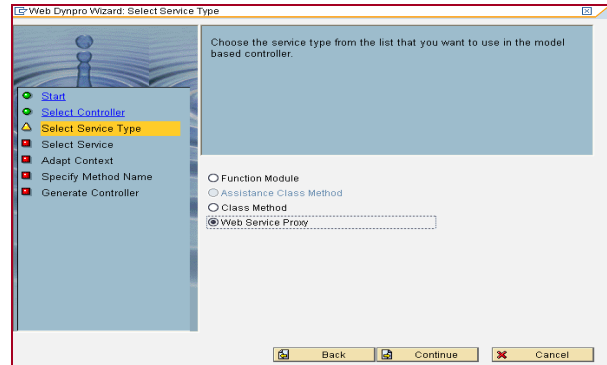 Web Dynpro Wizard: Select Service Type
Choose the service type from the list that you want to use in the model
based controller.
Start
Select Controller
Select Service Type
Select Service
Adapt Context
Specify Method Name
Generate Controller
Function Module
Assistance Class Method
Class Method
Web Service Proxy
Back
Continue
Cancel